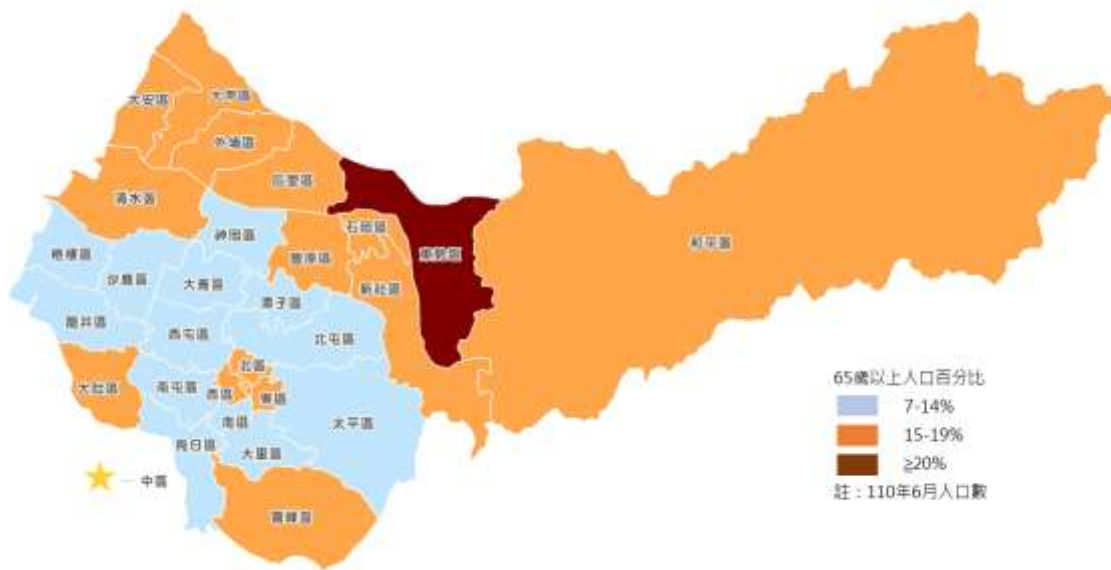 大安區
大甲區
外埔區
后里區
清水區
神岡區
石岡區
東勢區
和平區
豐原區
梧棲區
沙鹿區
大雅區
潭子區
新社區
龍井區
西屯區
北屯區
北區
大肚區
南屯區
西區
東區
南區
太平區
烏日區
大里區
中區
霧峰區
65歲以上人口百分比
7-14%
15-19%
≥20%
註：110年6月人口數